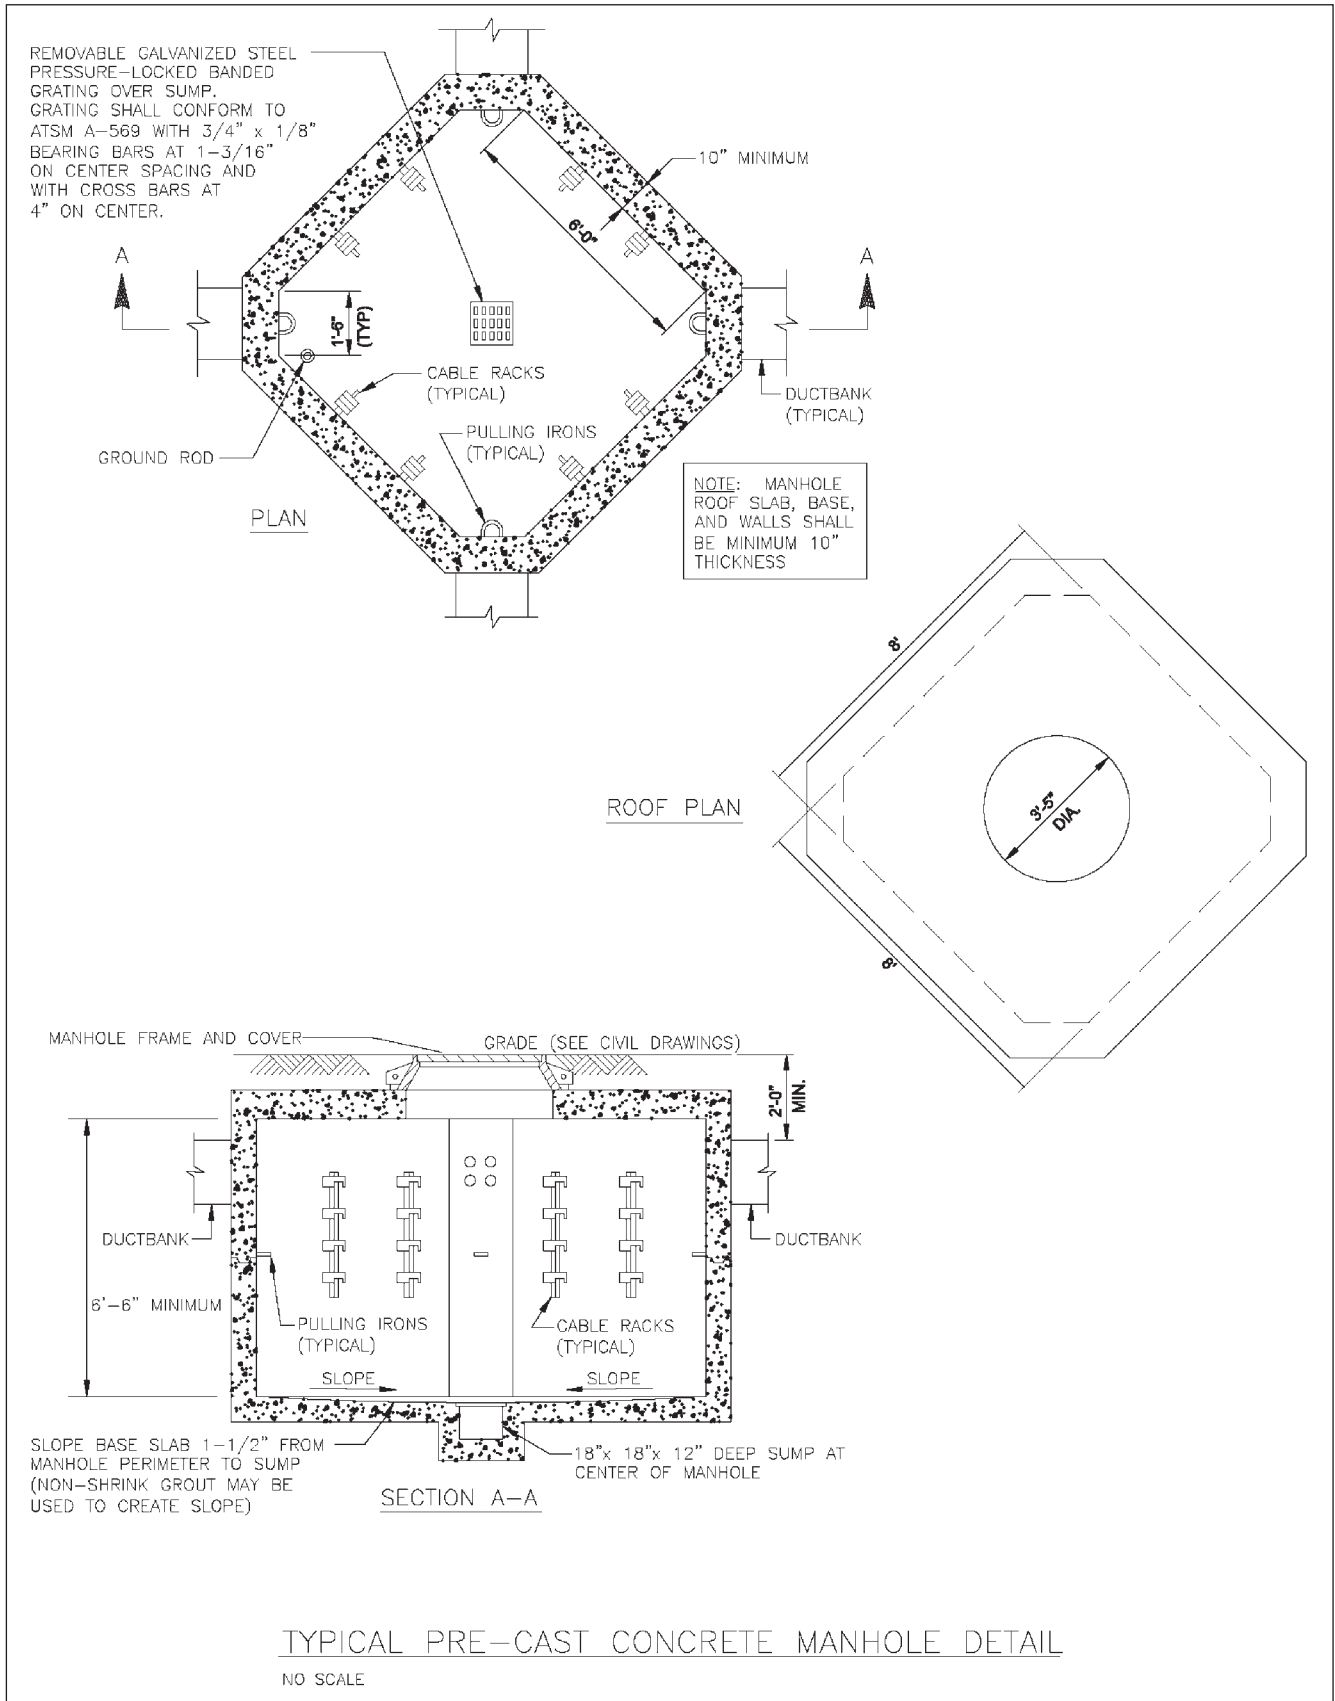 REMOVABLE GALVANIZED STEEL
PRESSURE-LOCKED BANDED
GRATING OVER SUMP.
GRATING SHALL CONFORM TO
ATSM A-569 WITH 3/4" x 1/8"
BEARING BARS AT 1-3/16"
ON CENTER SPACING AND
WITH CROSS BARS AT
4" ON CENTER.
10" MINIMUM
6'-0"
A
A
1'-6"
(TYP)
CABLE RACKS
(TYPICAL)
DUCTBANK
(TYPICAL)
PULLING IRONS
(TYPICAL)
GROUND ROD
PLAN
NOTE: MANHOLE
ROOF SLAB, BASE,
AND WALLS SHALL
BE MINIMUM 10"
THICKNESS
8'
3'-5"
DIA.
ROOF PLAN
8'
MANHOLE FRAME AND COVER
GRADE (SEE CIVIL DRAWINGS)
2'-0"
MIN.
DUCTBANK
DUCTBANK
6'-6" MINIMUM
PULLING IRONS
(TYPICAL)
CABLE RACKS
(TYPICAL)
SLOPE
SLOPE
SLOPE BASE SLAB 1-1/2" FROM
MANHOLE PERIMETER TO SUMP
(NON-SHRINK GROUT MAY BE
USED TO CREATE SLOPE)
18"x 18"x 12" DEEP SUMP AT
CENTER OF MANHOLE
SECTION A-A
TYPICAL PRE-CAST CONCRETE MANHOLE DETAIL
NO SCALE